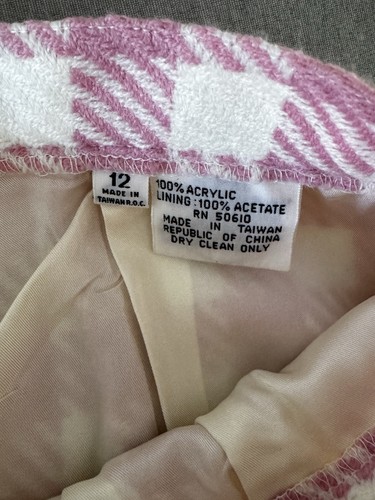 12
MADE IN
TAIWAN R.O.C.
100% ACRYLIC
LINING: 100% ACETATE
RN 50610
MADE IN TAIWAN
REPUBLIC OF CHINA
DRY CLEAN ONLY